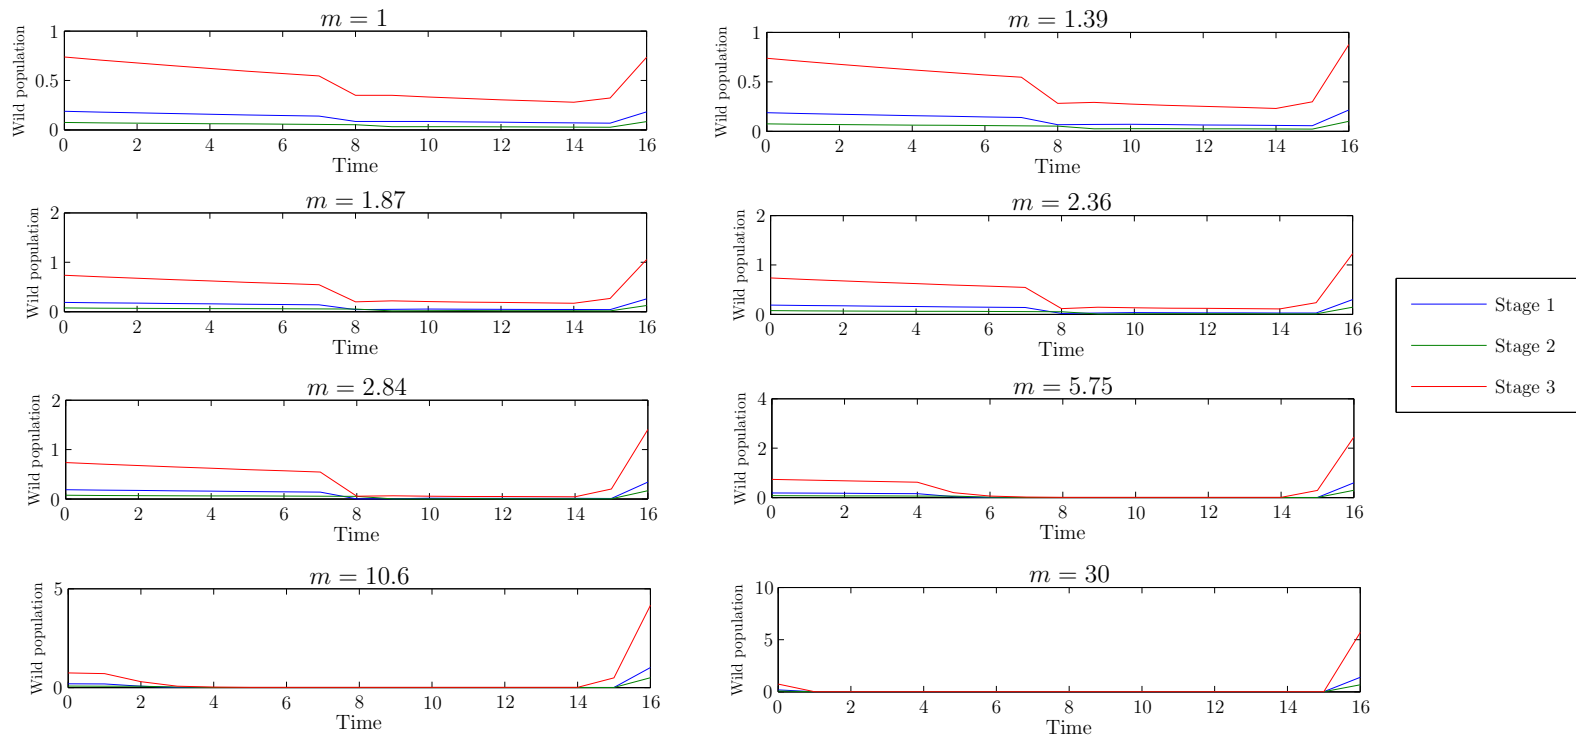 m = 1
Wild population
1
0.5
0
0 2 4 6 8 10 12 14 16
Time
m = 1.39
Wild population
1
0.5
0
0 2 4 6 8 10 12 14 16
Time
m = 1.87
Wild population
2
1
0
0 2 4 6 8 10 12 14 16
Time
m = 2.36
Wild population
2
1
0
0 2 4 6 8 10 12 14 16
Time
m = 2.84
Wild population
2
1
0
0 2 4 6 8 10 12 14 16
Time
m = 5.75
Wild population
4
2
0
0 2 4 6 8 10 12 14 16
Time
m = 10.6
Wild population
5
0
0 2 4 6 8 10 12 14 16
Time
m = 30
Wild population
10
5
0
0 2 4 6 8 10 12 14 16
Time
Stage 1
Stage 2
Stage 3